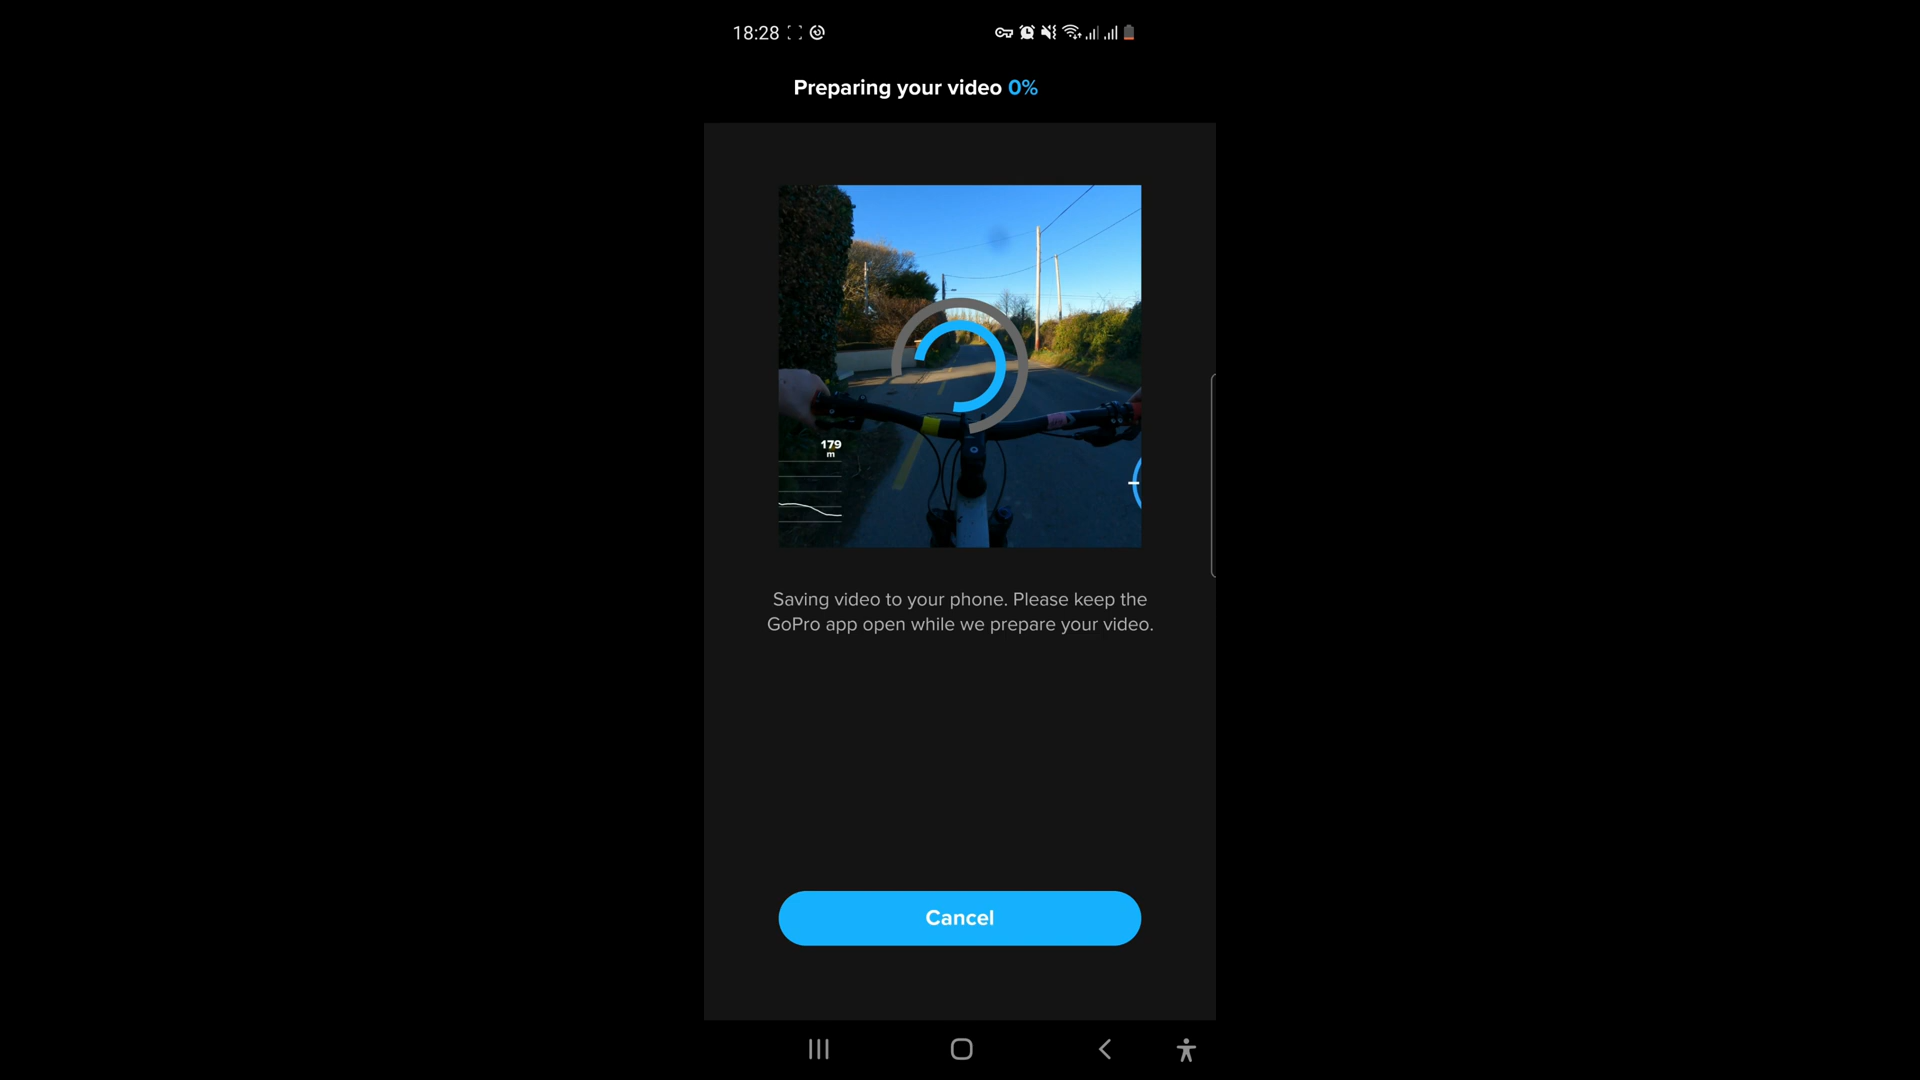 18:28
Preparing your video 0%
179
m
Saving video to your phone. Please keep the
GoPro app open while we prepare your video.
Cancel